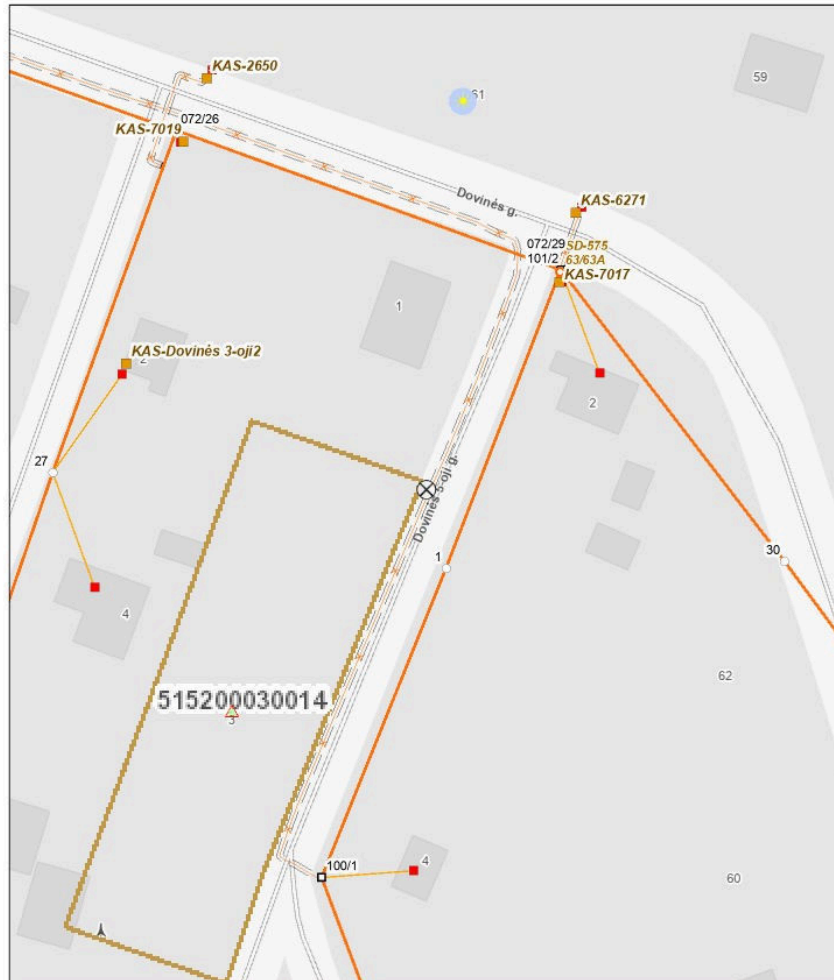 KAS-2650
59
61
072/26
KAS-7019
Dovinės g.
KAS-6271
072/29
SD-575
101/2
63/63A
KAS-7017
1
KAS-Dovinės 3-oji2
2
2
27
Dovinės 5-oji g.
1
30
4
62
515200030014
3
100/1
4
60